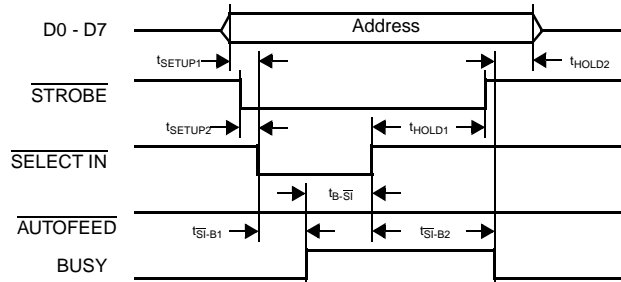 D0 - D7
Address
tSETUP1
tHOLD2
STROBE
tSETUP2
tHOLD1
SELECT IN
tB-SI
AUTOFEED
tSI-B1
tSI-B2
BUSY